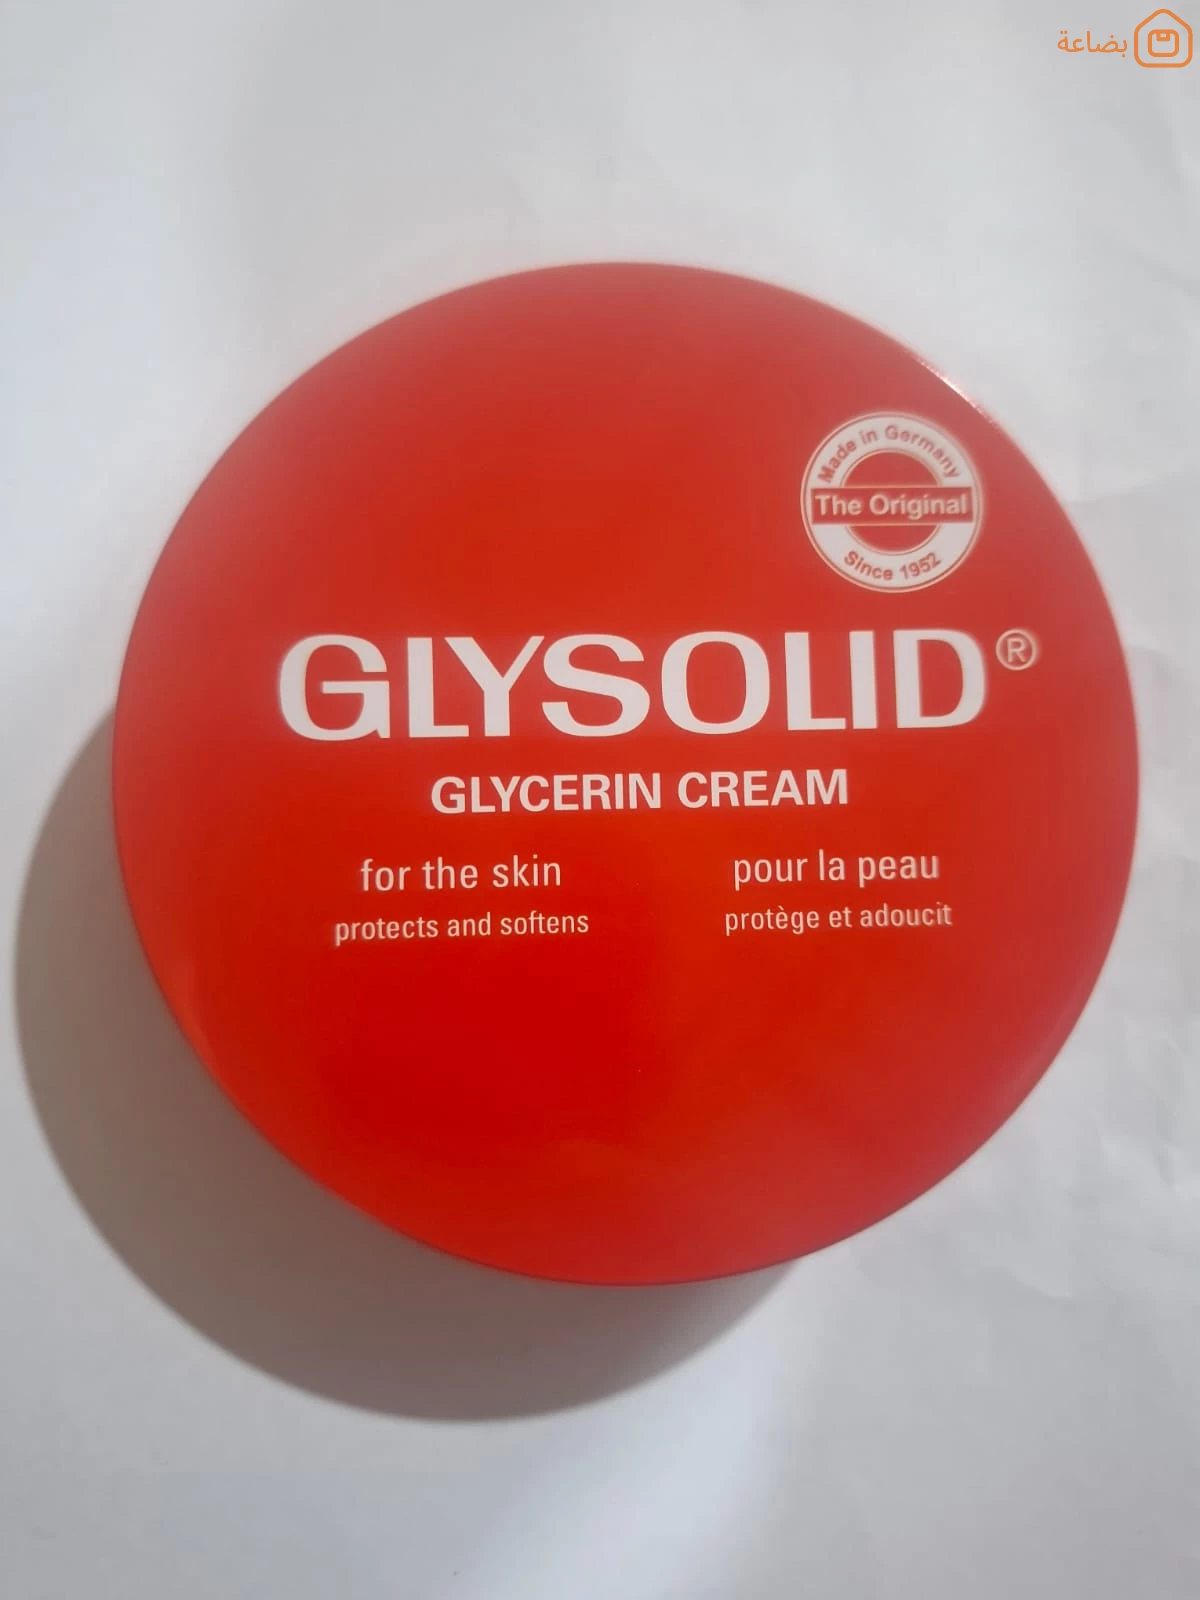 بضاعة
Made in Germany
The Original
Since 1952
GLYSOLID®
GLYCERIN CREAM
for the skin
protects and softens
pour la peau
protège et adoucit